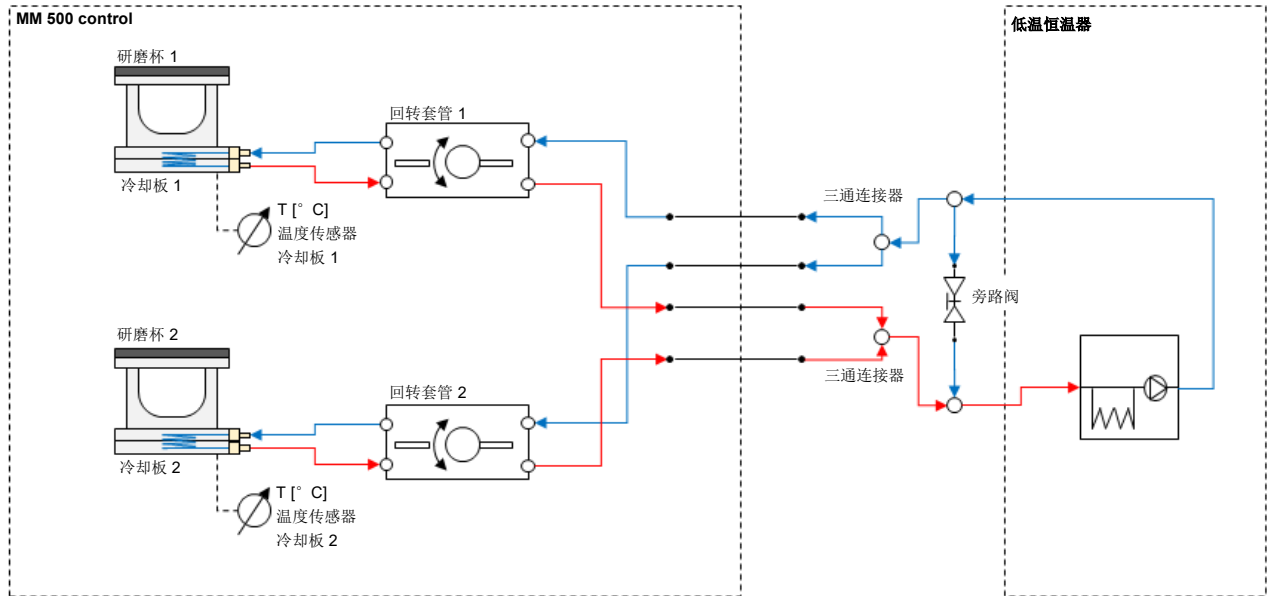 MM 500 control
低温恒温器
研磨杯 1
回转套管 1
冷却板 1
T [° C]
温度传感器
冷却板 1
三通连接器
旁路阀
三通连接器
研磨杯 2
回转套管 2
冷却板 2
T [° C]
温度传感器
冷却板 2